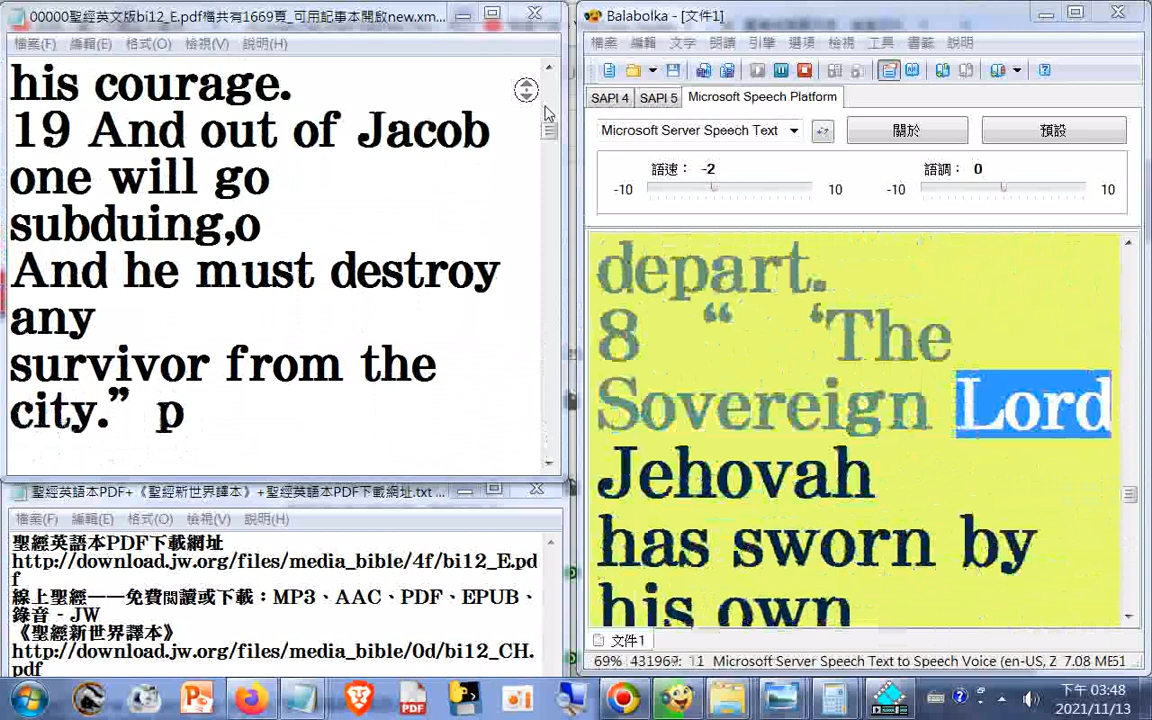 00000聖經英文版bi12_E.pdf檔共有1669頁_可用記事本開啟new.xm...
檔案(F) 編輯(E) 格式(O) 檢視(V) 說明(H)
his courage.
19 And out of Jacob
one will go
subduing,o
And he must destroy
any
survivor from the
city.” p
聖經英語本PDF+《聖經新世界譯本》+聖經英語本PDF下載網址.txt ...
檔案(F) 編輯(E) 格式(O) 檢視(V) 說明(H)
聖經英語本PDF下載網址
http://download.jw.org/files/media_bible/4f/bi12_E.pd
f
線上聖經──免費閱讀或下載：MP3、AAC、PDF、EPUB、
錄音 - JW
《聖經新世界譯本》
http://download.jw.org/files/media_bible/0d/bi12_CH.
pdf
Balabolka - [文件1]
檔案 編輯 文字 朗讀 引擎 選項 檢視 工具 書籤 說明
SAPI 4 SAPI 5 Microsoft Speech Platform
Microsoft Server Speech Text 關於 預設
語速： -2 語調： 0
-10 10 -10 10
depart.
8 “ ‘The
Sovereign Lord
Jehovah
has sworn by
his own
文件1
69% 431969: 11 Microsoft Server Speech Text to Speech Voice (en-US, Z 7.08 ME51
下午 03:48
2021/11/13